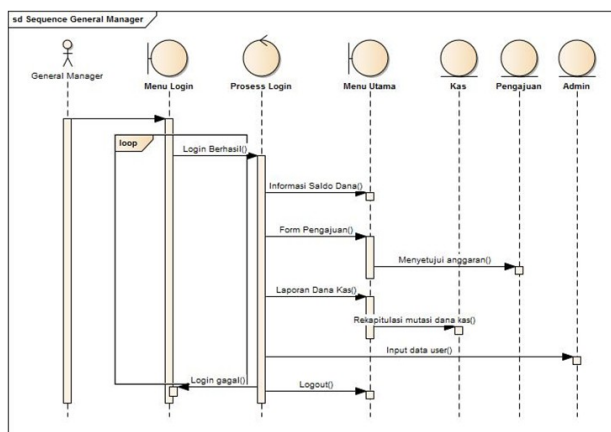 sd Sequence General Manager
General Manager
Menu Login
Prosess Login
Menu Utama
Kas
Pengajuan
Admin
loop
Login Berhasil()
Informasi Saldo Dana()
Form Pengajuan()
Menyetujui anggaran()
Laporan Dana Kas()
Rekapitulasi mutasi dana kas()
Input data user()
Login gagal()
Logout()